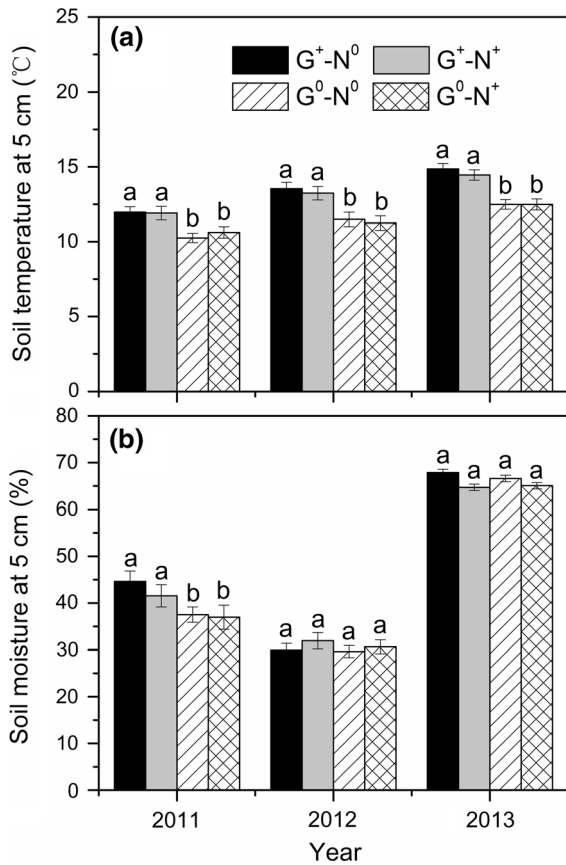 (a)
G⁺-N⁰ G⁺-N⁺
G⁰-N⁰ G⁰-N⁺
Soil temperature at 5 cm (℃)
25
20
15
10
5
0
a a b b a a b b a a b b
(b)
Soil moisture at 5 cm (%)
80
70
60
50
40
30
20
10
0
a a b b a a a a a a a a
2011 2012 2013
Year